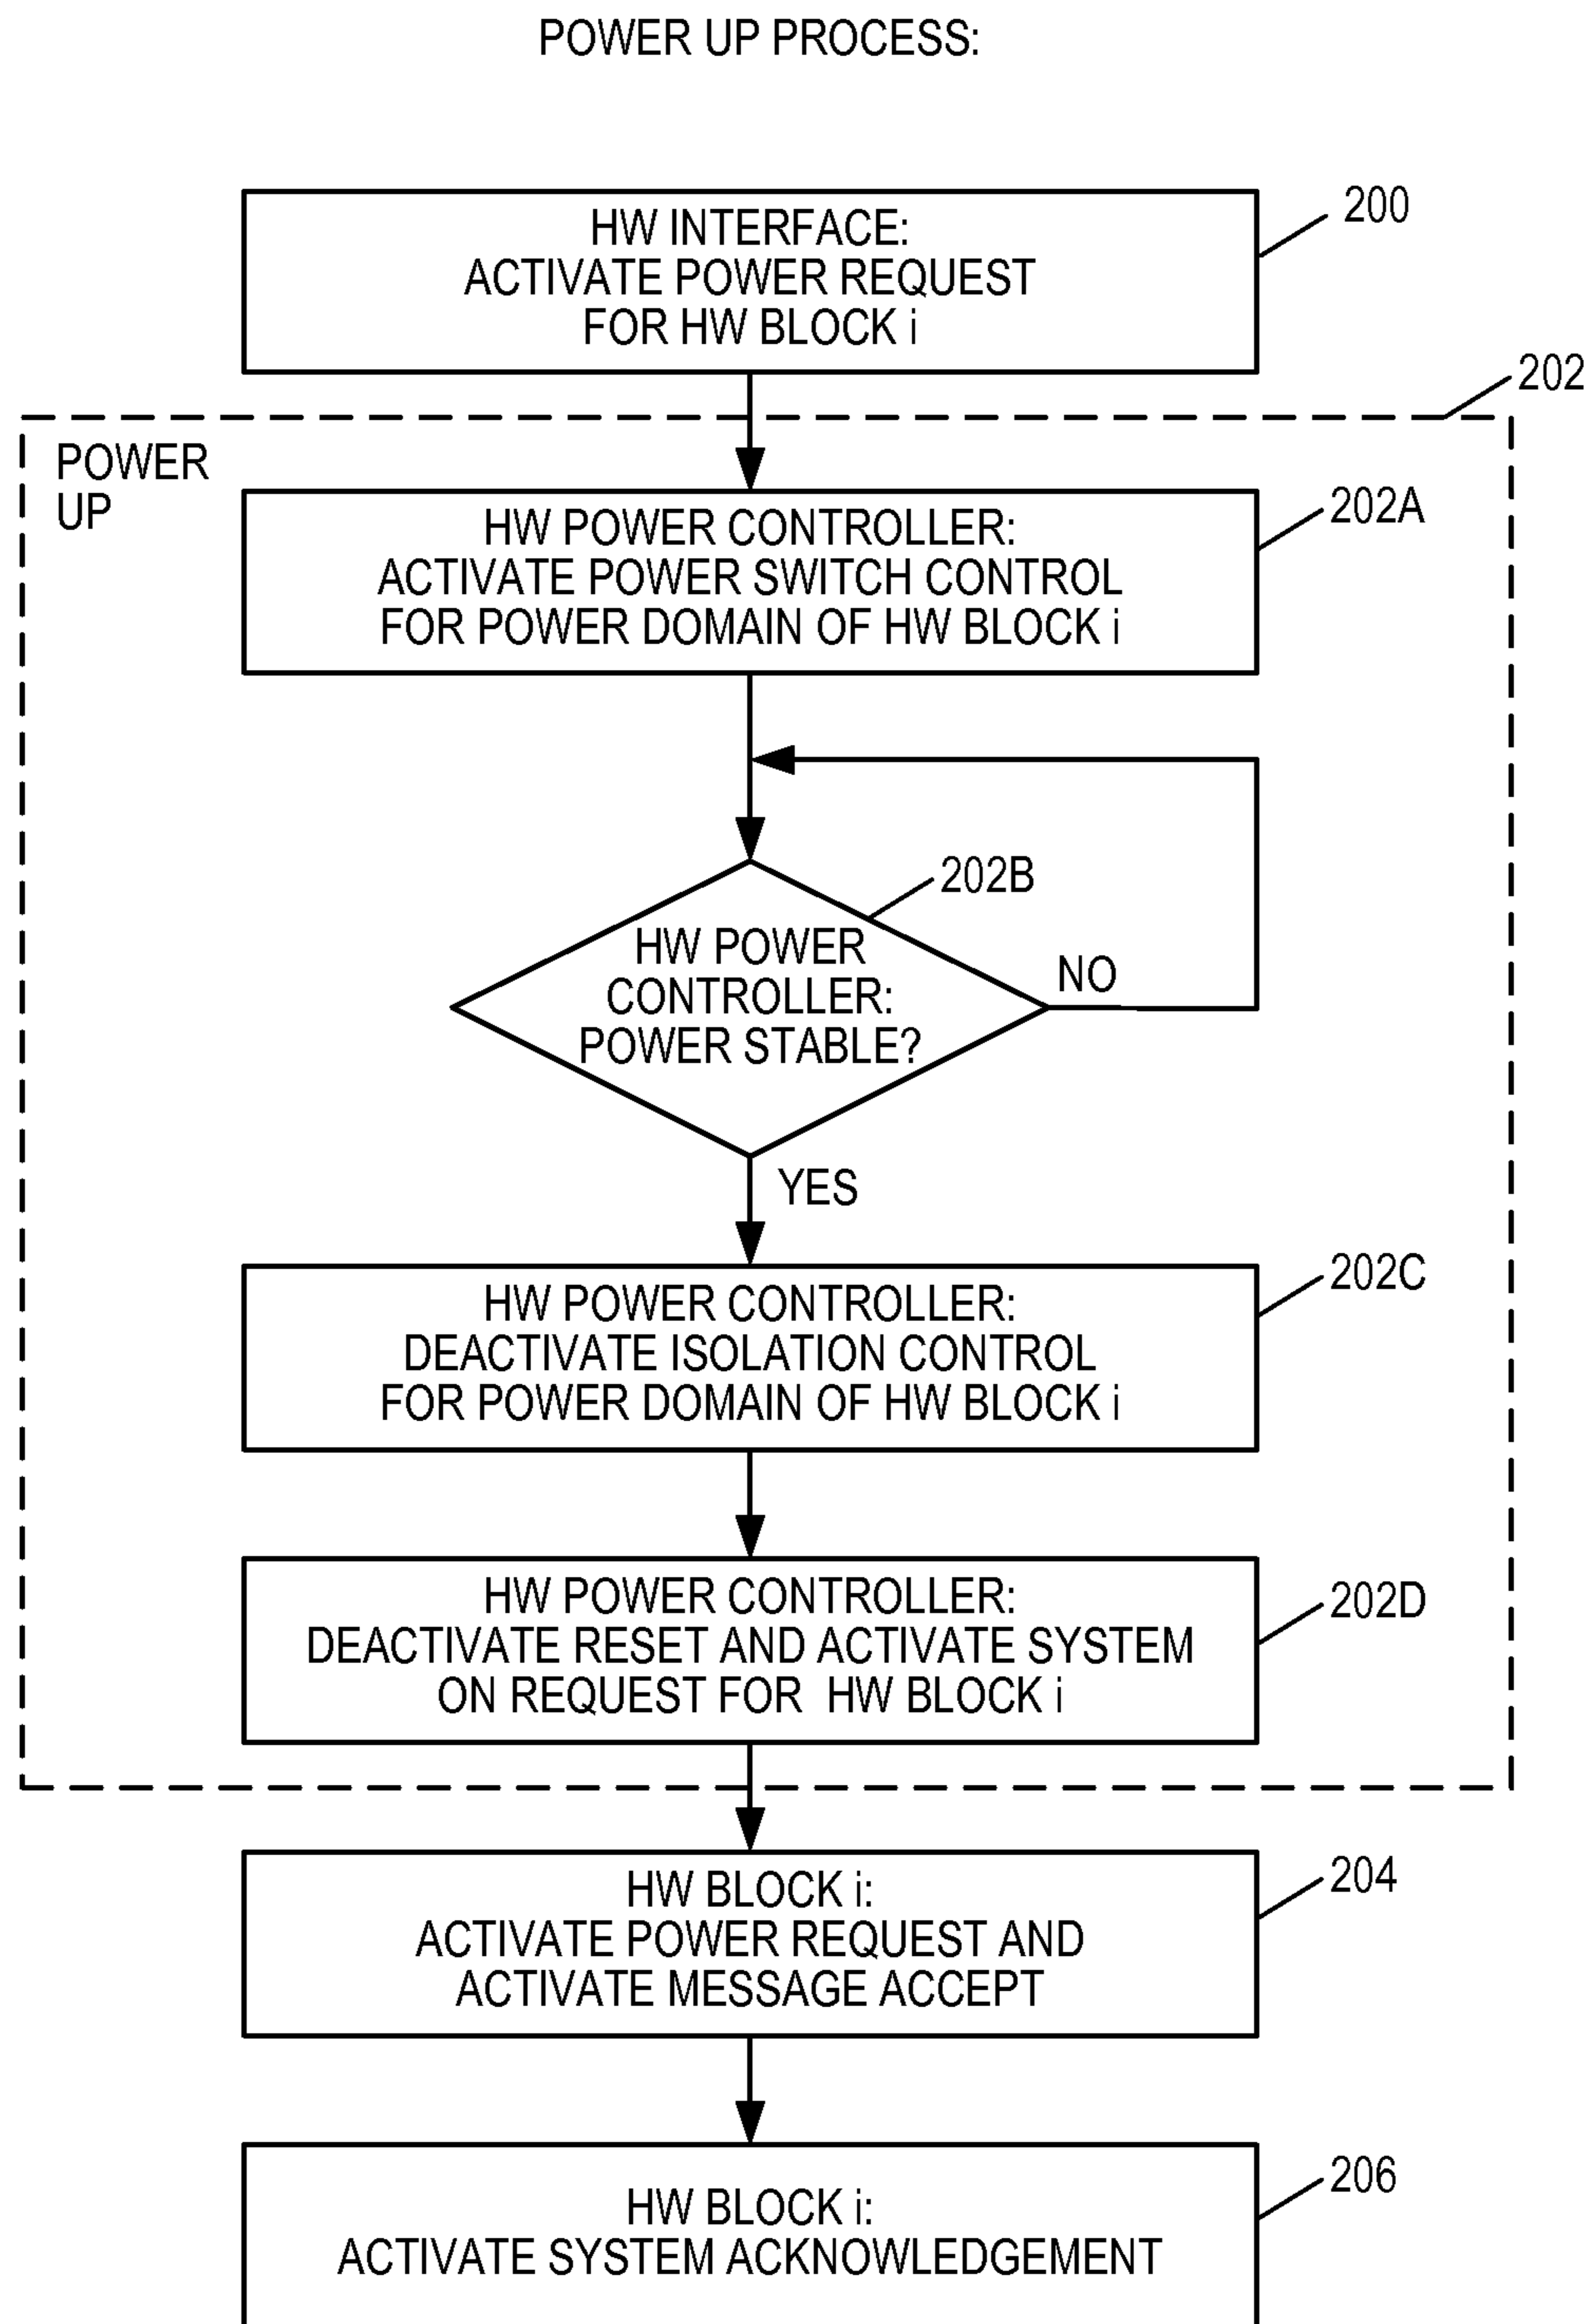 POWER UP PROCESS:
HW INTERFACE:
ACTIVATE POWER REQUEST
FOR HW BLOCK i
200
202
POWER
UP
HW POWER CONTROLLER:
ACTIVATE POWER SWITCH CONTROL
FOR POWER DOMAIN OF HW BLOCK i
202A
202B
HW POWER
CONTROLLER:
POWER STABLE?
NO
YES
HW POWER CONTROLLER:
DEACTIVATE ISOLATION CONTROL
FOR POWER DOMAIN OF HW BLOCK i
202C
HW POWER CONTROLLER:
DEACTIVATE RESET AND ACTIVATE SYSTEM
ON REQUEST FOR HW BLOCK i
202D
HW BLOCK i:
ACTIVATE POWER REQUEST AND
ACTIVATE MESSAGE ACCEPT
204
HW BLOCK i:
ACTIVATE SYSTEM ACKNOWLEDGEMENT
206